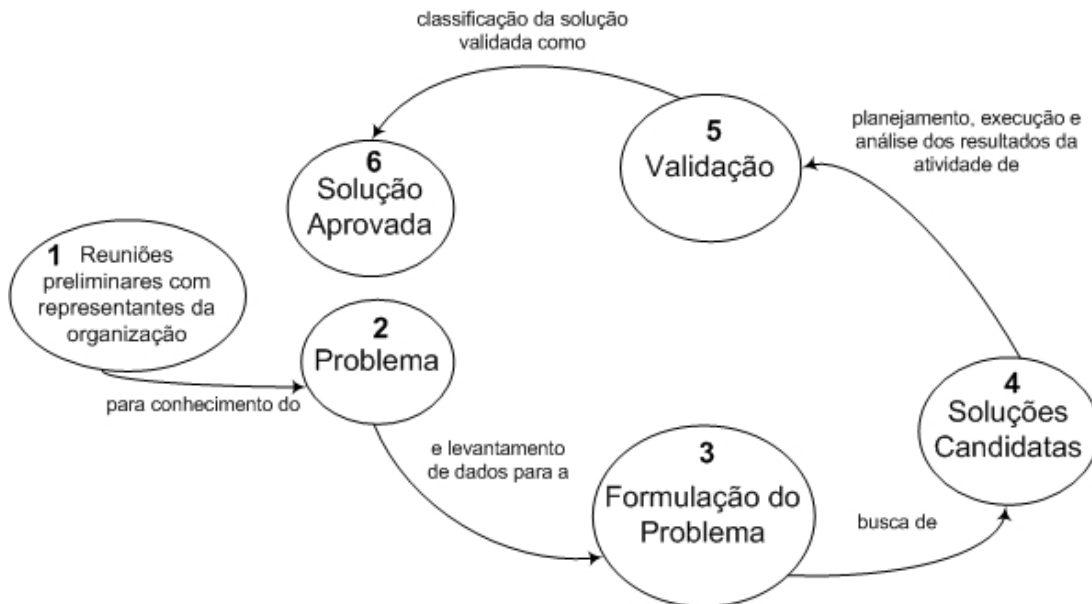 1 Reuniões
preliminares com
representantes da
organização
para conhecimento do
2
Problema
e levantamento
de dados para a
3
Formulação do
Problema
busca de
4
Soluções
Candidatas
planejamento, execução e
análise dos resultados da
atividade de
5
Validação
classificação da solução
validada como
6
Solução
Aprovada